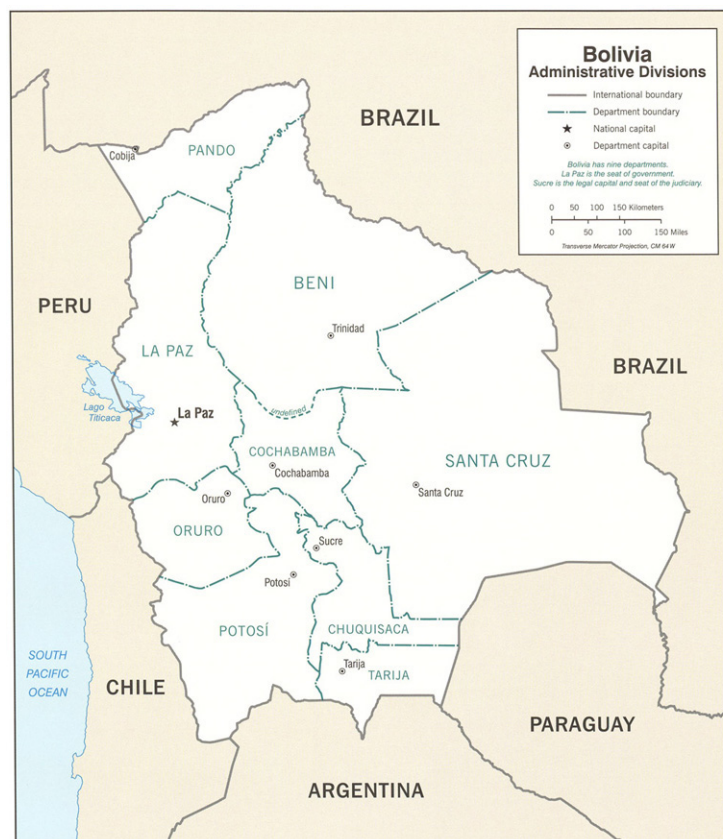 Bolivia
Administrative Divisions
International boundary
Department boundary
National capital
Department capital
Bolivia has nine departments.
La Paz is the seat of government.
Sucre is the legal capital and seat of the judiciary.
0 50 100 150 Kilometers
0 50 100 150 Miles
Transverse Mercator Projection, CM 64 W
BRAZIL
Cobija
PANDO
BENI
PERU
Trinidad
LA PAZ
BRAZIL
Lago
Titicaca
La Paz
undefined
COCHABAMBA
Cochabamba
SANTA CRUZ
Santa Cruz
Oruro
ORURO
Sucre
Potosí
POTOSÍ
CHUQUISACA
SOUTH
PACIFIC
OCEAN
Tarija
TARIJA
CHILE
PARAGUAY
ARGENTINA